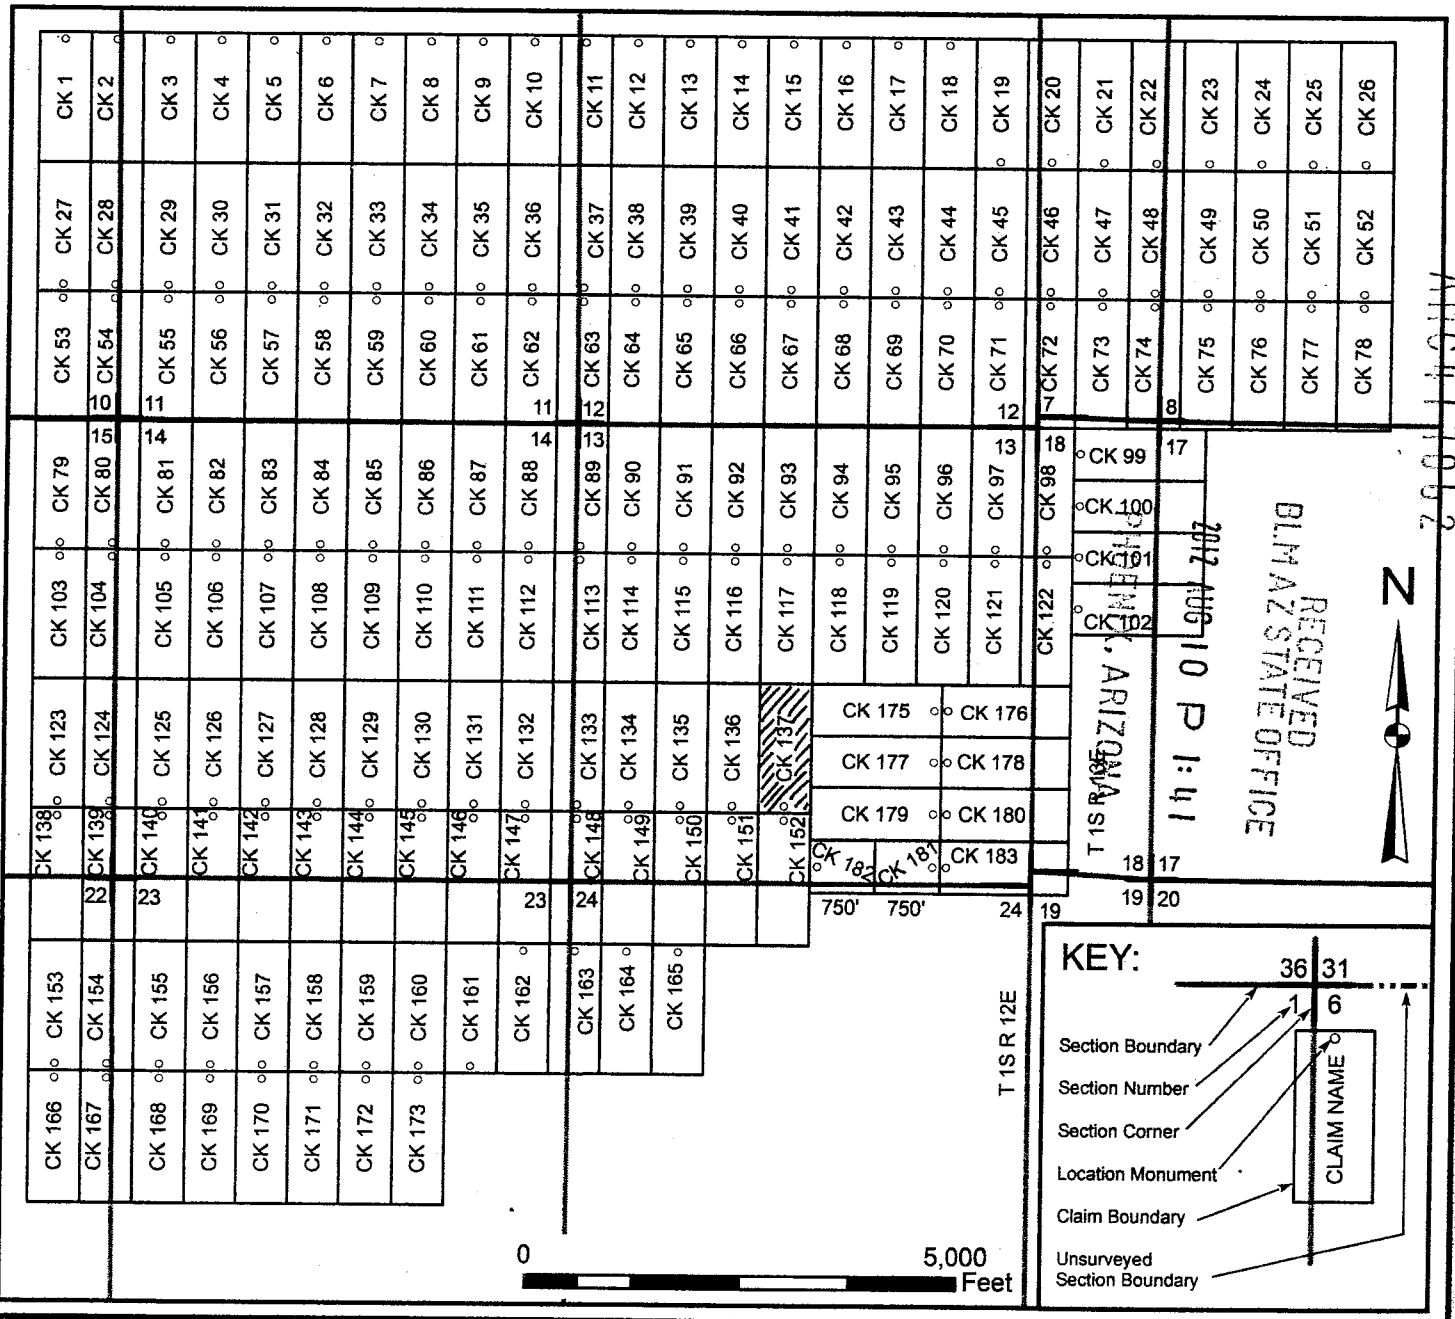 CK 1 CK 2 CK 3 CK 4 CK 5 CK 6 CK 7 CK 8 CK 9 CK 10 CK 11 CK 12 CK 13 CK 14 CK 15 CK 16 CK 17 CK 18 CK 19 CK 20 CK 21 CK 22 CK 23 CK 24 CK 25 CK 26
CK 27 CK 28 CK 29 CK 30 CK 31 CK 32 CK 33 CK 34 CK 35 CK 36 CK 37 CK 38 CK 39 CK 40 CK 41 CK 42 CK 43 CK 44 CK 45 CK 46 CK 47 CK 48 CK 49 CK 50 CK 51 CK 52
CK 53 CK 54 CK 55 CK 56 CK 57 CK 58 CK 59 CK 60 CK 61 CK 62 CK 63 CK 64 CK 65 CK 66 CK 67 CK 68 CK 69 CK 70 CK 71 CK 72 CK 73 CK 74 CK 75 CK 76 CK 77 CK 78
10 11 11 12 12 7 8
15 14 14 13 13 18 17
CK 79 CK 80 CK 81 CK 82 CK 83 CK 84 CK 85 CK 86 CK 87 CK 88 CK 89 CK 90 CK 91 CK 92 CK 93 CK 94 CK 95 CK 96 CK 97 CK 98
CK 99
CK 100
CK 101
CK 102
CK 103 CK 104 CK 105 CK 106 CK 107 CK 108 CK 109 CK 110 CK 111 CK 112 CK 113 CK 114 CK 115 CK 116 CK 117 CK 118 CK 119 CK 120 CK 121 CK 122
CK 123 CK 124 CK 125 CK 126 CK 127 CK 128 CK 129 CK 130 CK 131 CK 132 CK 133 CK 134 CK 135 CK 136 CK 137
CK 175 CK 176
CK 177 CK 178
CK 179 CK 180
CK 182 CK 181 CK 183
CK 138 CK 139 CK 140 CK 141 CK 142 CK 143 CK 144 CK 145 CK 146 CK 147 CK 148 CK 149 CK 150 CK 151 CK 152
18 17
22 23 23 24 750' 750' 24 19 19 20
CK 153 CK 154 CK 155 CK 156 CK 157 CK 158 CK 159 CK 160 CK 161 CK 162 CK 163 CK 164 CK 165
CK 166 CK 167 CK 168 CK 169 CK 170 CK 171 CK 172 CK 173
T 1S R 12E
T 1S R
RECEIVED
BLM AZ STATE OFFICE
2012 AUG 10 P 1:41
PHOENIX, ARIZONA
N
0 5,000
Feet
KEY:
36 31
1 6
Section Boundary
Section Number
Section Corner
Location Monument
Claim Boundary
Unsurveyed
Section Boundary
CLAIM NAME